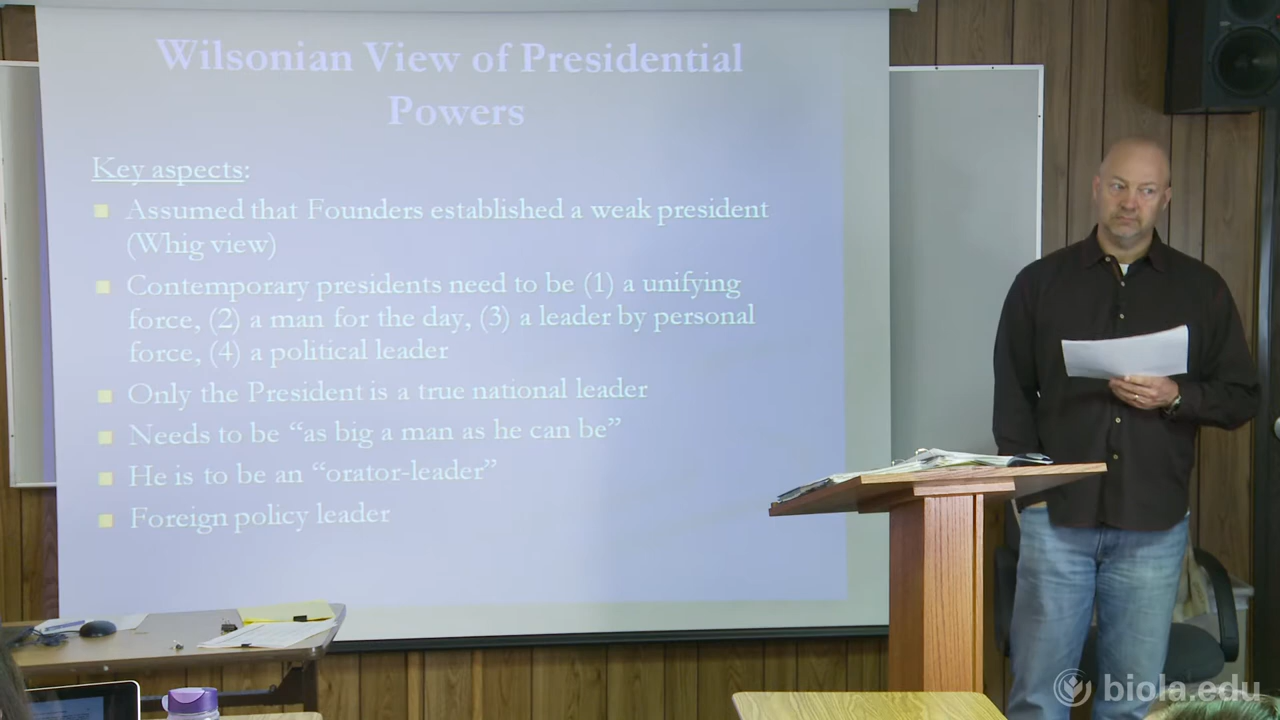 Wilsonian View of Presidential
Powers
Key aspects:
Assumed that Founders established a weak president
(Whig view)
Contemporary presidents need to be (1) a unifying
force, (2) a man for the day, (3) a leader by personal
force, (4) a political leader
Only the President is a true national leader
Needs to be “as big a man as he can be”
He is to be an “orator-leader”
Foreign policy leader
biola.edu